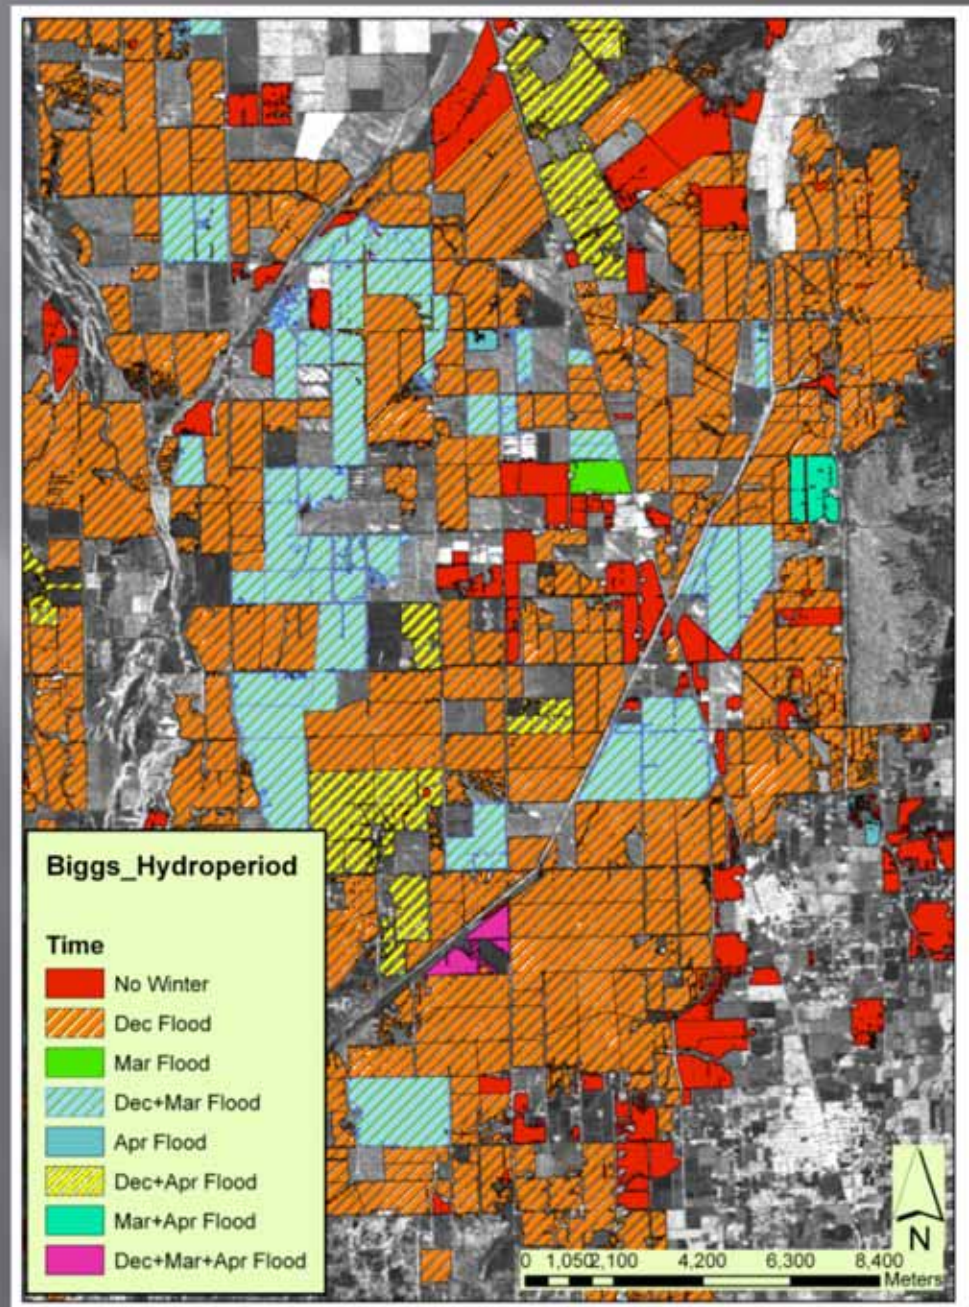 Biggs_Hydroperiod
Time
No Winter
Dec Flood
Mar Flood
Dec+Mar Flood
Apr Flood
Dec+Apr Flood
Mar+Apr Flood
Dec+Mar+Apr Flood
N
0 1,050 2,100 4,200 6,300 8,400
Meters